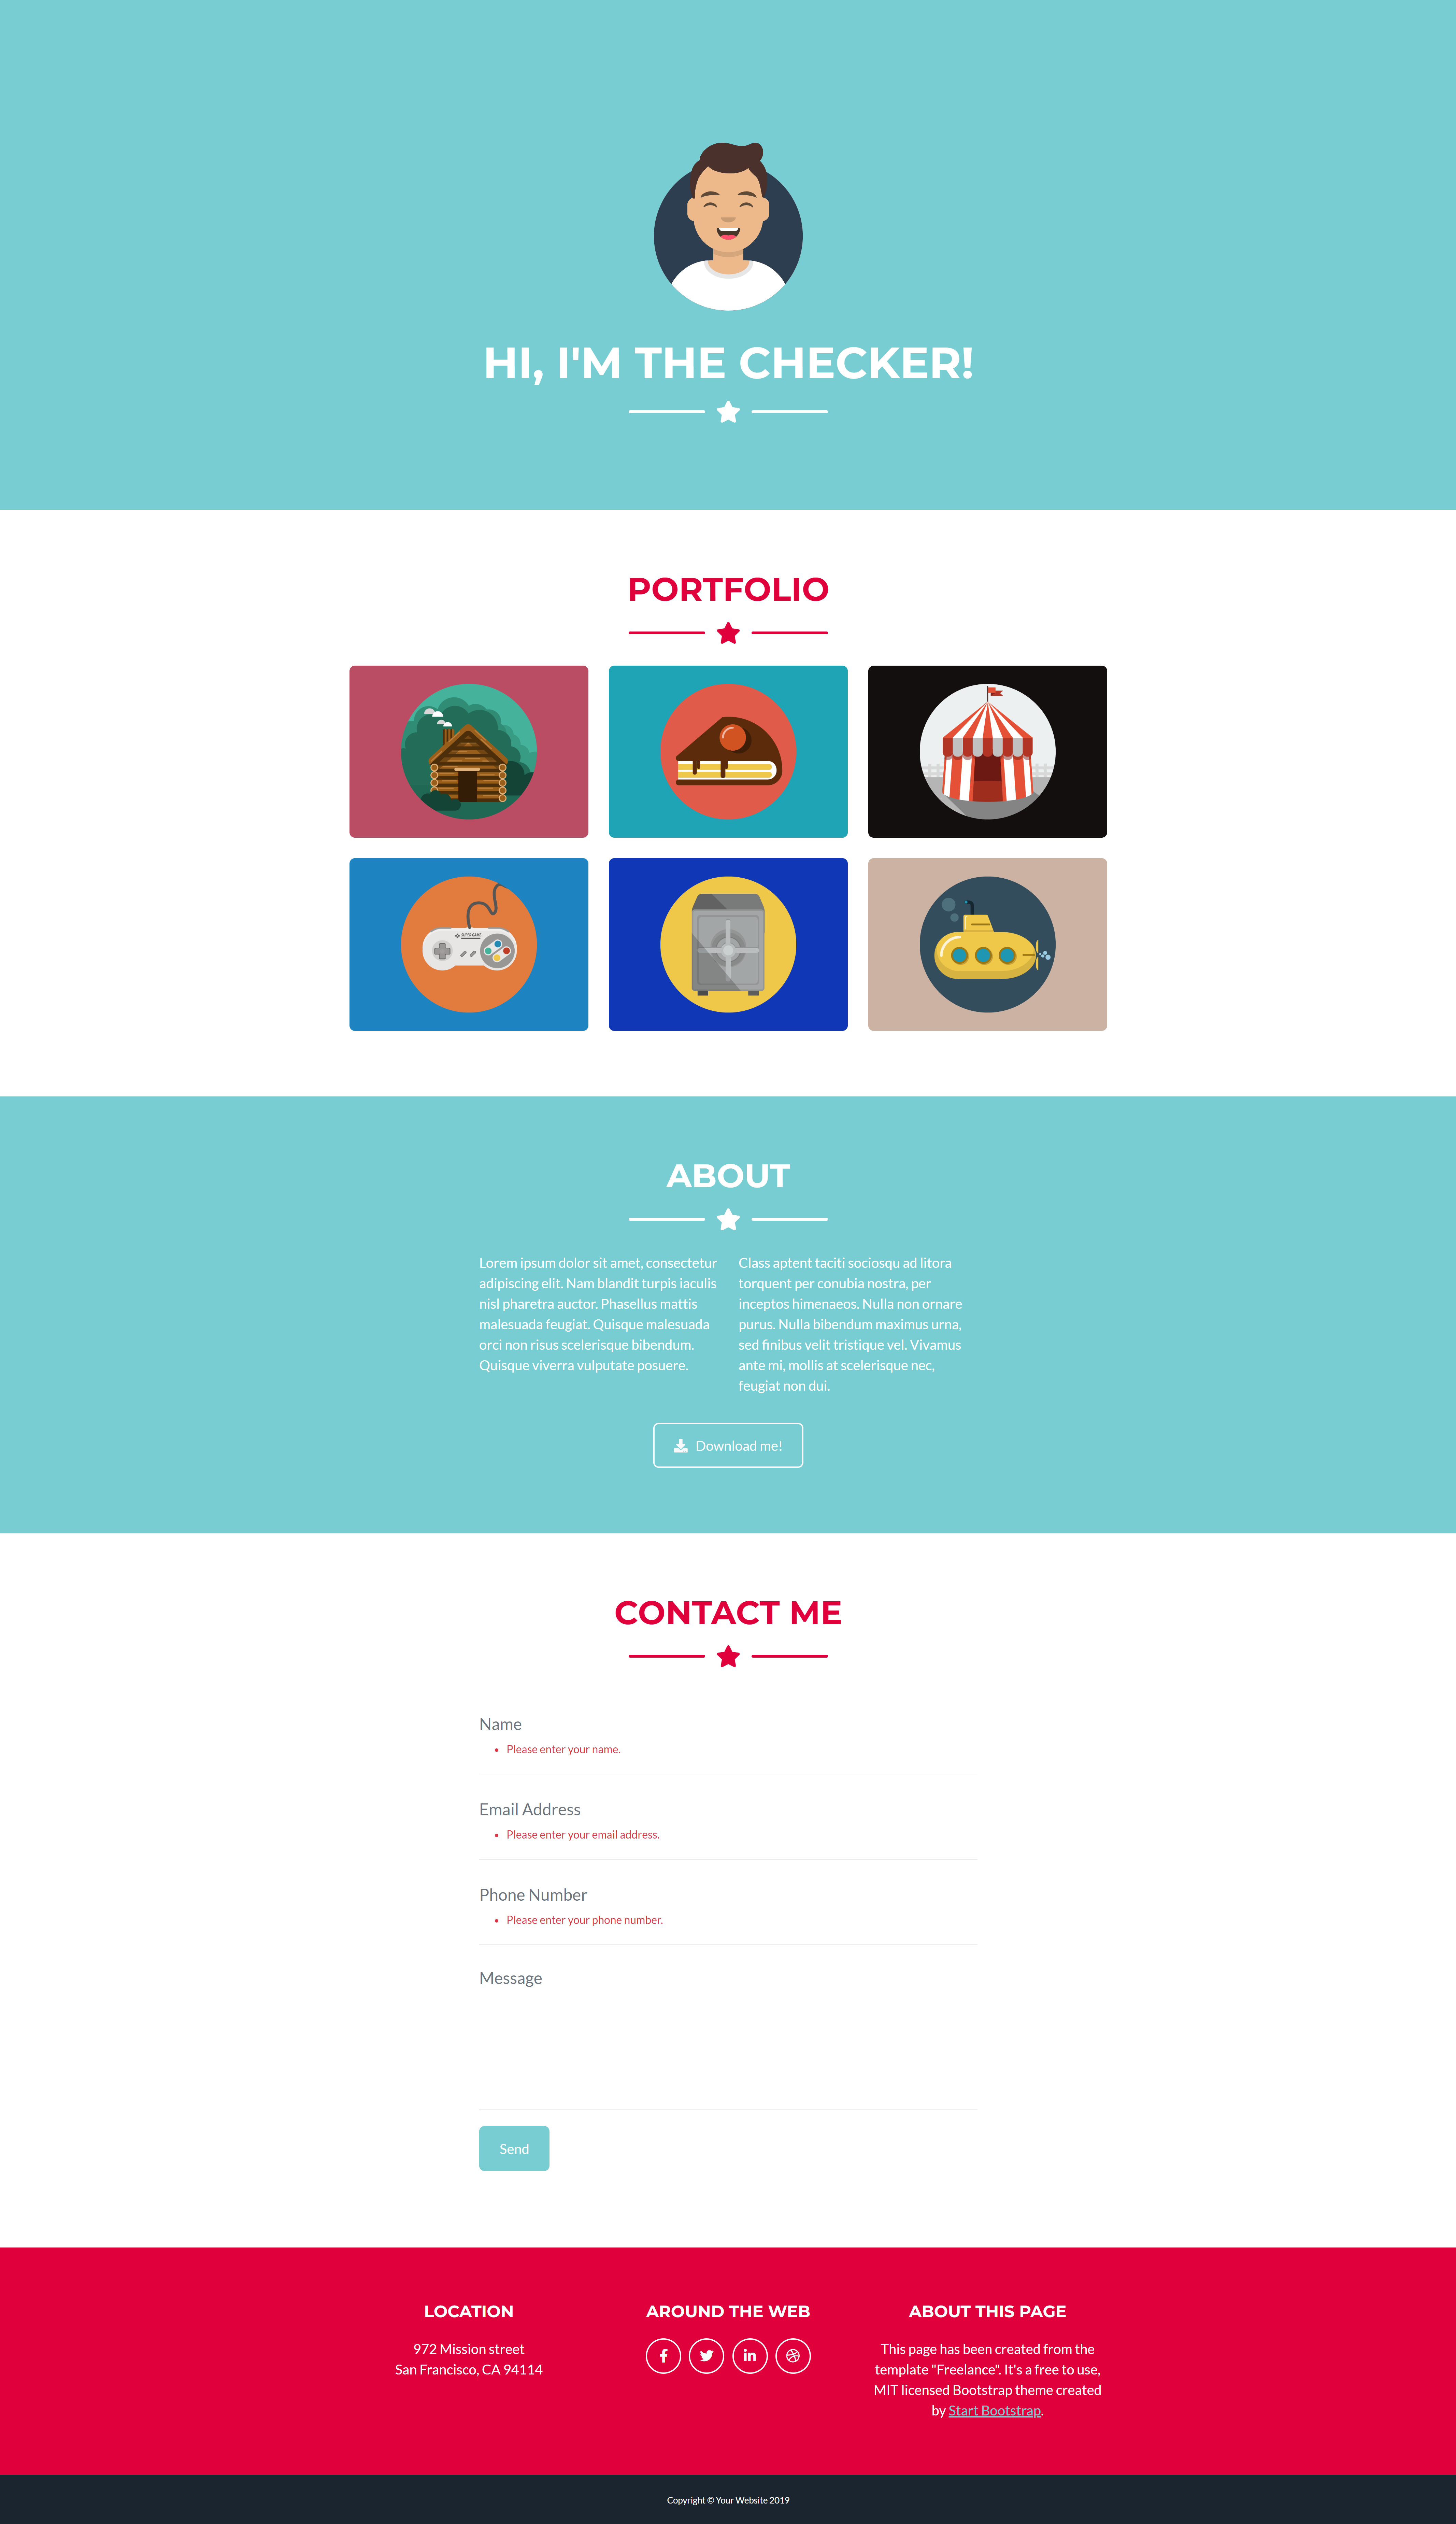 HI, I'M THE CHECKER!
PORTFOLIO
SUPER GAME
ABOUT
Lorem ipsum dolor sit amet, consectetur
adipiscing elit. Nam blandit turpis iaculis
nisl pharetra auctor. Phasellus mattis
malesuada feugiat. Quisque malesuada
orci non risus scelerisque bibendum.
Quisque viverra vulputate posuere.
Class aptent taciti sociosqu ad litora
torquent per conubia nostra, per
inceptos himenaeos. Nulla non ornare
purus. Nulla bibendum maximus urna,
sed finibus velit tristique vel. Vivamus
ante mi, mollis at scelerisque nec,
feugiat non dui.
Download me!
CONTACT ME
Name
Please enter your name.
Email Address
Please enter your email address.
Phone Number
Please enter your phone number.
Message
Send
LOCATION
972 Mission street
San Francisco, CA 94114
AROUND THE WEB
ABOUT THIS PAGE
This page has been created from the
template "Freelance". It's a free to use,
MIT licensed Bootstrap theme created
by Start Bootstrap.
Copyright © Your Website 2019